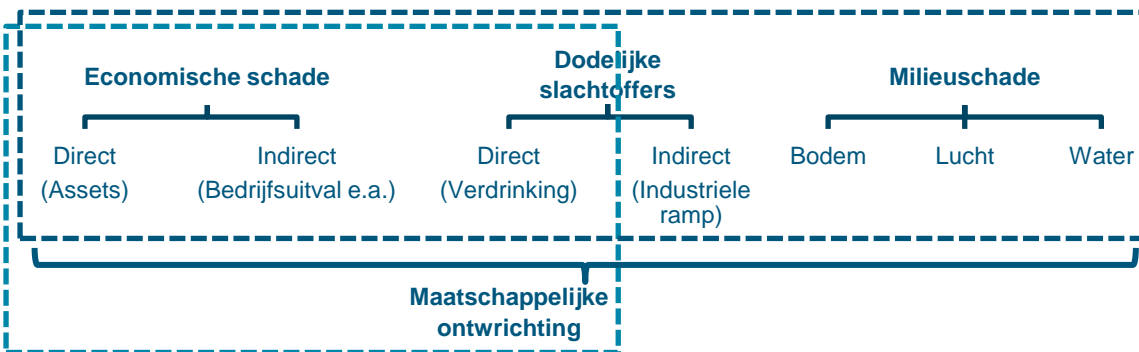 Economische schade
Dodelijke
slachtoffers
Milieuschade
Direct
(Assets)
Indirect
(Bedrijfsuitval e.a.)
Direct
(Verdrinking)
Indirect
(Industriele
ramp)
Bodem
Lucht
Water
Maatschappelijke
ontwrichting